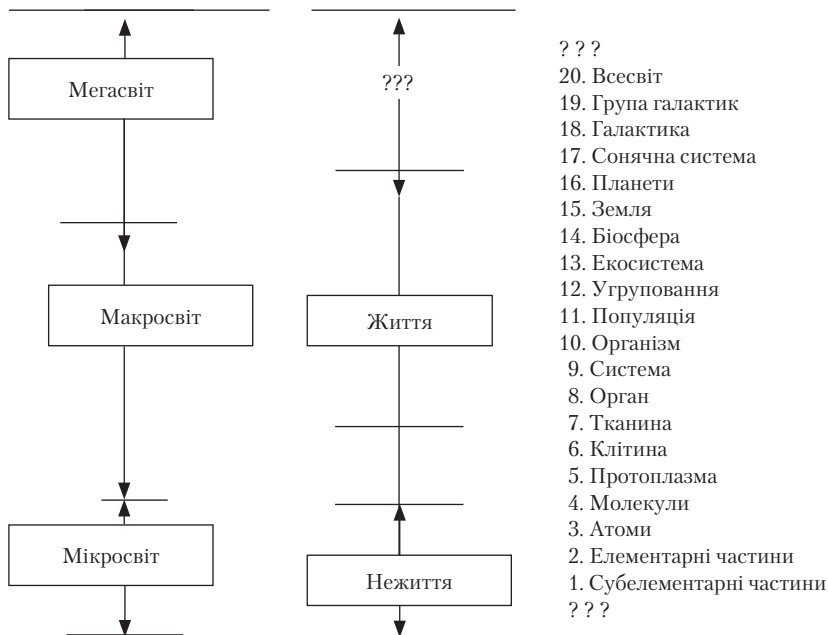 Мегасвіт
Макросвіт
Мікросвіт
???
Життя
Нежиття
? ? ?
20. Всесвіт
19. Група галактик
18. Галактика
17. Сонячна система
16. Планети
15. Земля
14. Біосфера
13. Екосистема
12. Угруповання
11. Популяція
10. Організм
9. Система
8. Орган
7. Тканина
6. Клітина
5. Протоплазма
4. Молекули
3. Атоми
2. Елементарні частини
1. Субелементарні частини
? ? ?